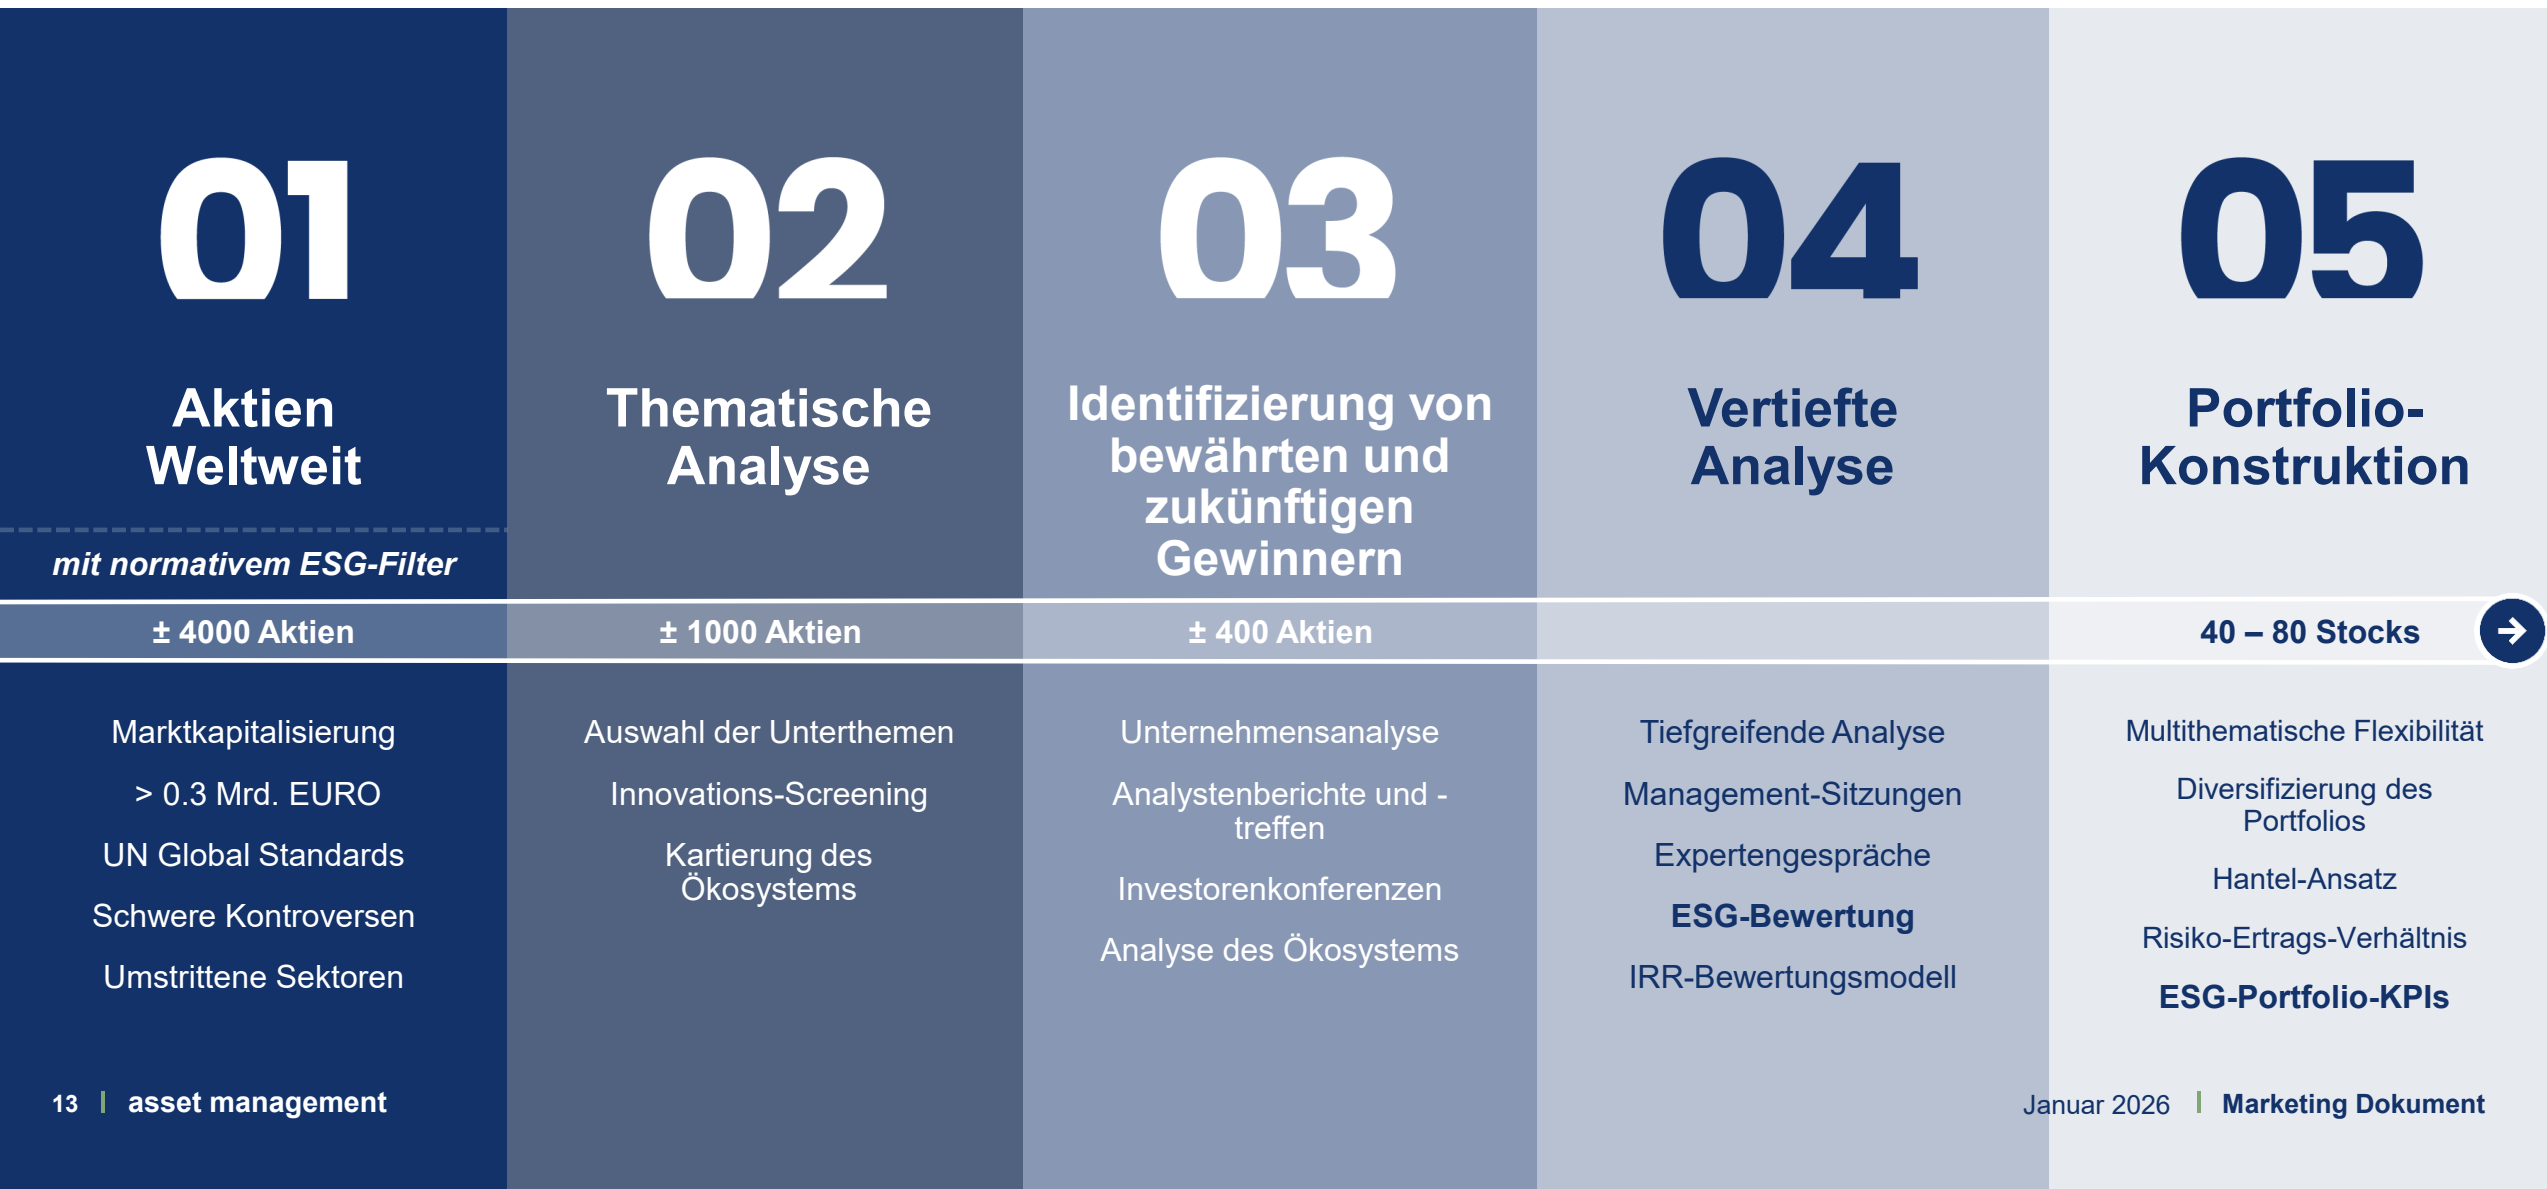 01
Aktien
Weltweit
mit normativem ESG-Filter
± 4000 Aktien
Marktkapitalisierung
> 0.3 Mrd. EURO
UN Global Standards
Schwere Kontroversen
Umstrittene Sektoren
02
Thematische
Analyse
± 1000 Aktien
Auswahl der Unterthemen
Innovations-Screening
Kartierung des
Ökosystems
03
Identifizierung von
bewährten und
zukünftigen
Gewinnern
± 400 Aktien
Unternehmensanalyse
Analystenberichte und -
treffen
Investorenkonferenzen
Analyse des Ökosystems
04
Vertiefte
Analyse
Tiefgreifende Analyse
Management-Sitzungen
Expertengespräche
ESG-Bewertung
IRR-Bewertungsmodell
05
Portfolio-
Konstruktion
40 – 80 Stocks
Multithematische Flexibilität
Diversifizierung des
Portfolios
Hantel-Ansatz
Risiko-Ertrags-Verhältnis
ESG-Portfolio-KPIs
13 | asset management
Januar 2026 | Marketing Dokument